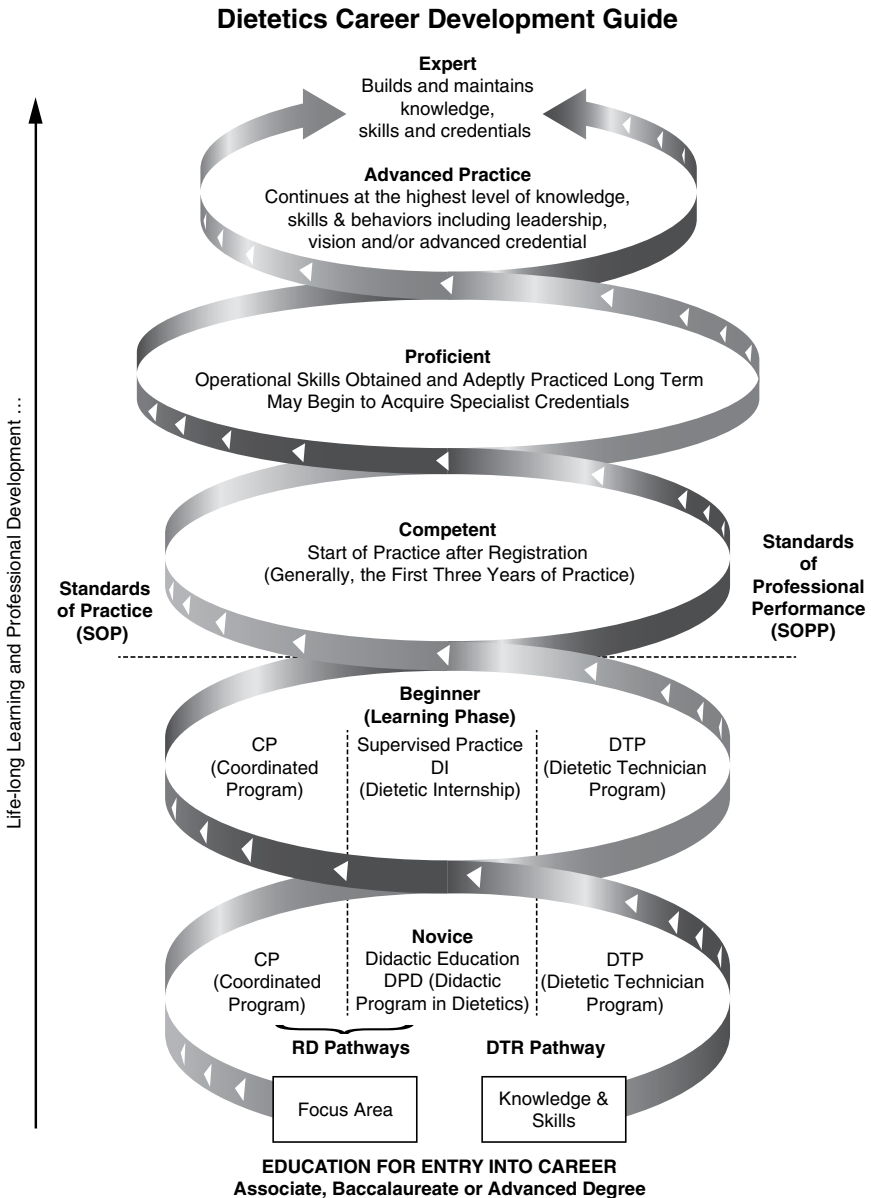 Dietetics Career Development Guide
Expert
Builds and maintains
knowledge,
skills and credentials
Advanced Practice
Continues at the highest level of knowledge,
skills & behaviors including leadership,
vision and/or advanced credential
Proficient
Operational Skills Obtained and Adeptly Practiced Long Term
May Begin to Acquire Specialist Credentials
Life-long Learning and Professional Development ...
Competent
Start of Practice after Registration
(Generally, the First Three Years of Practice)
Standards
of Practice
(SOP)
Standards
of
Professional
Performance
(SOPP)
Beginner
(Learning Phase)
CP
(Coordinated
Program)
Supervised Practice
DI
(Dietetic Internship)
DTP
(Dietetic Technician
Program)
Novice
CP
(Coordinated
Program)
Didactic Education
DPD (Didactic
Program in Dietetics)
DTP
(Dietetic Technician
Program)
RD Pathways
DTR Pathway
Focus Area
Knowledge &
Skills
EDUCATION FOR ENTRY INTO CAREER
Associate, Baccalaureate or Advanced Degree